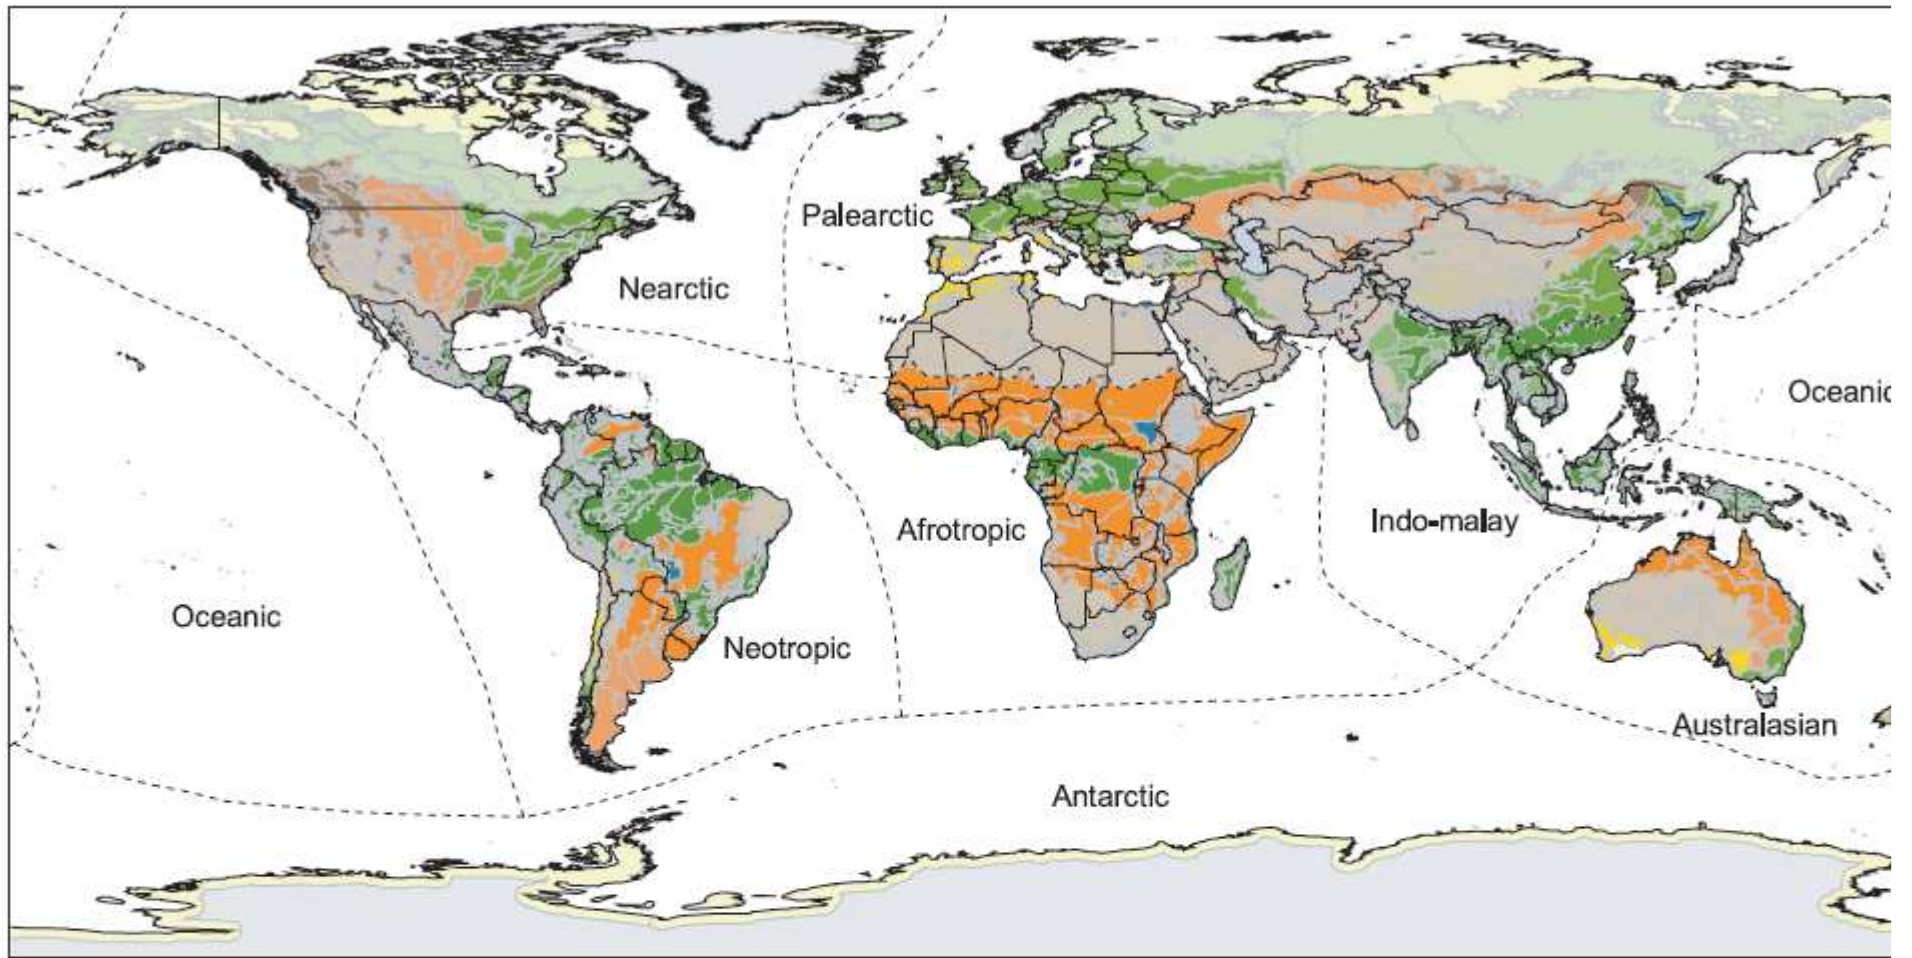 Palearctic
Nearctic
Oceanic
Afrotropic
Indo-malay
Oceanic
Neotropic
Australasian
Antarctic